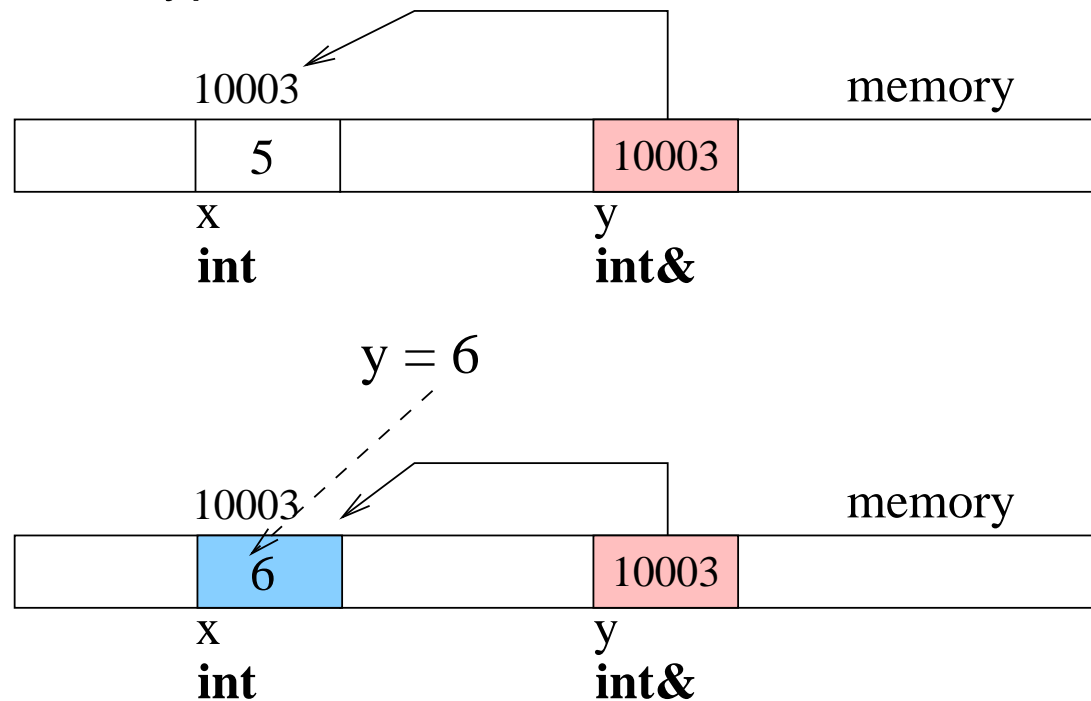 10003 memory
5 10003
x y
int int&
y = 6
10003 memory
6 10003
x y
int int&